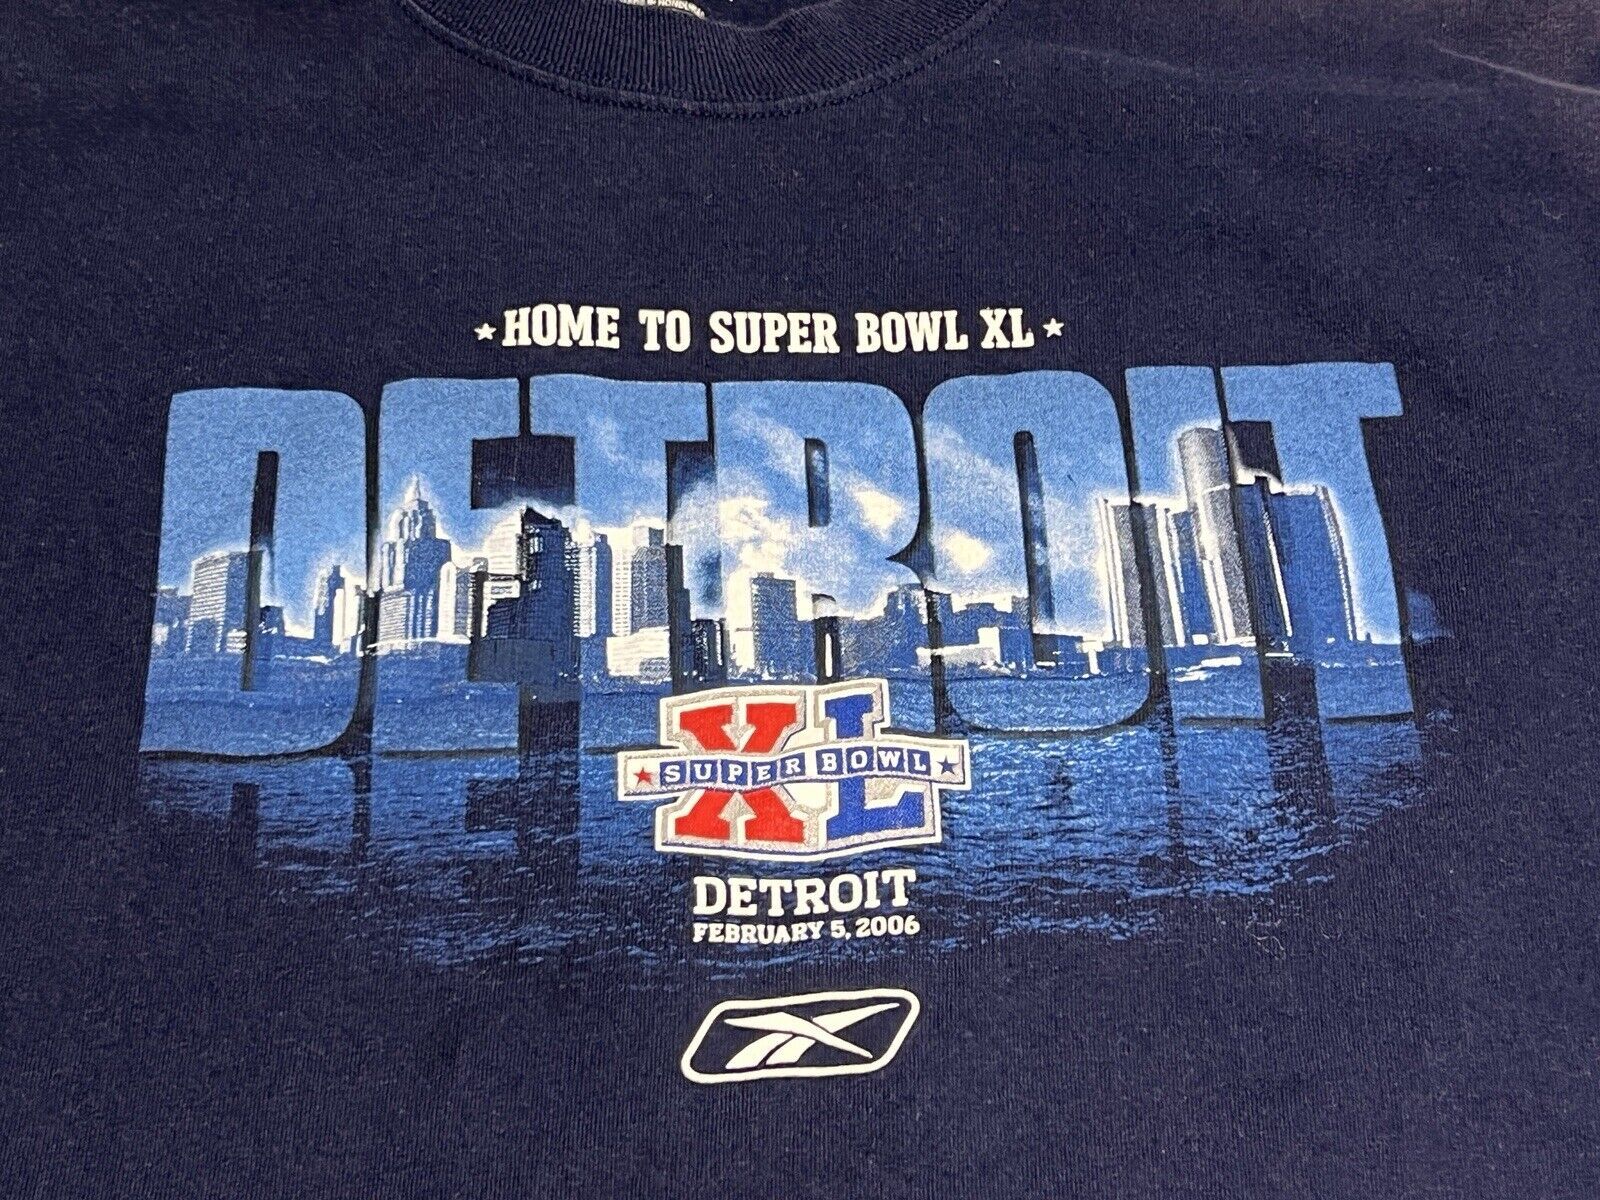 HOME TO SUPER BOWL XL
DETROIT
XL
SUPER BOWL
DETROIT
FEBRUARY 5, 2006